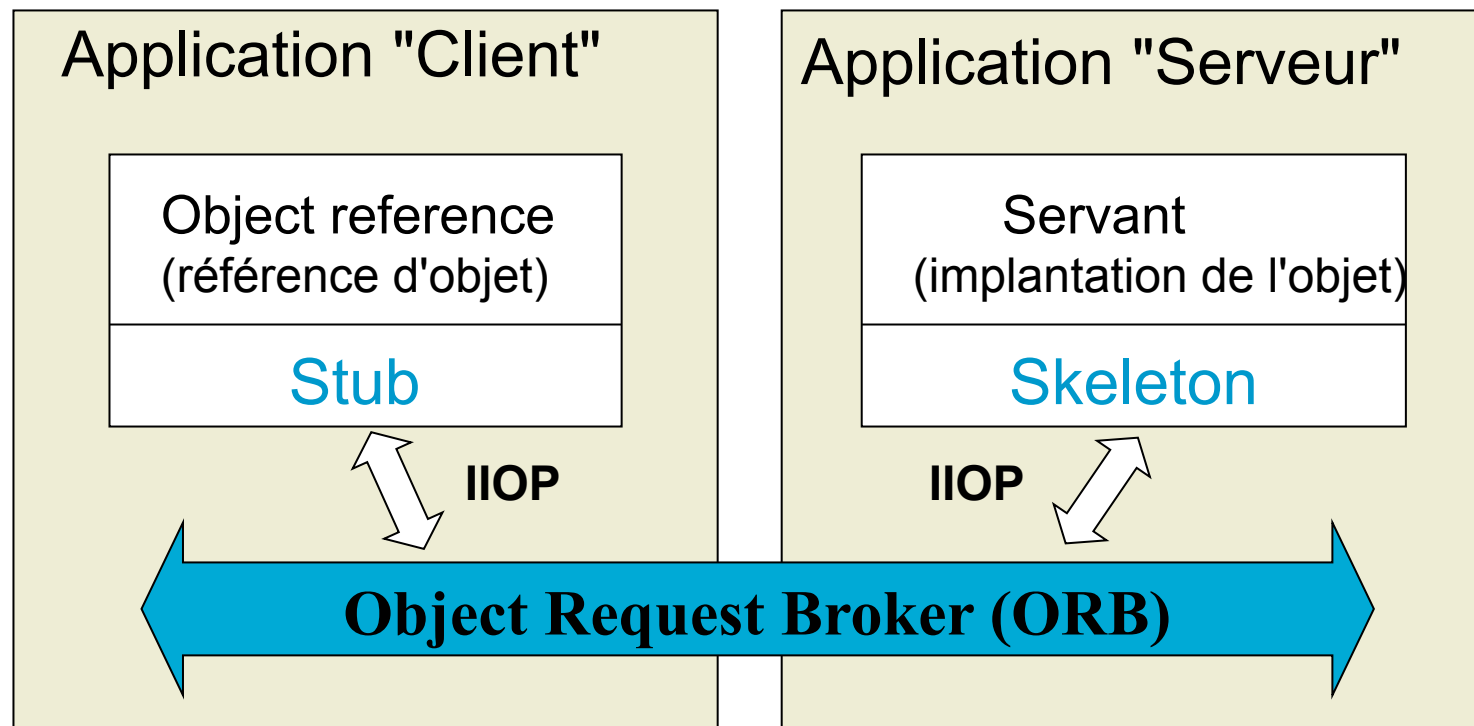 Application "Client"
Application "Serveur"
Object reference
(référence d'objet)
Stub
Servant
(implantation de l'objet)
Skeleton
IIOP
IIOP
Object Request Broker (ORB)